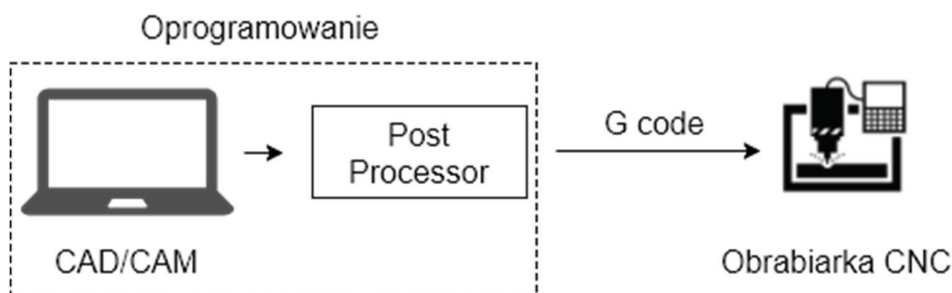 Oprogramowanie
Post
Processor
G code
CAD/CAM
Obrabiarka CNC